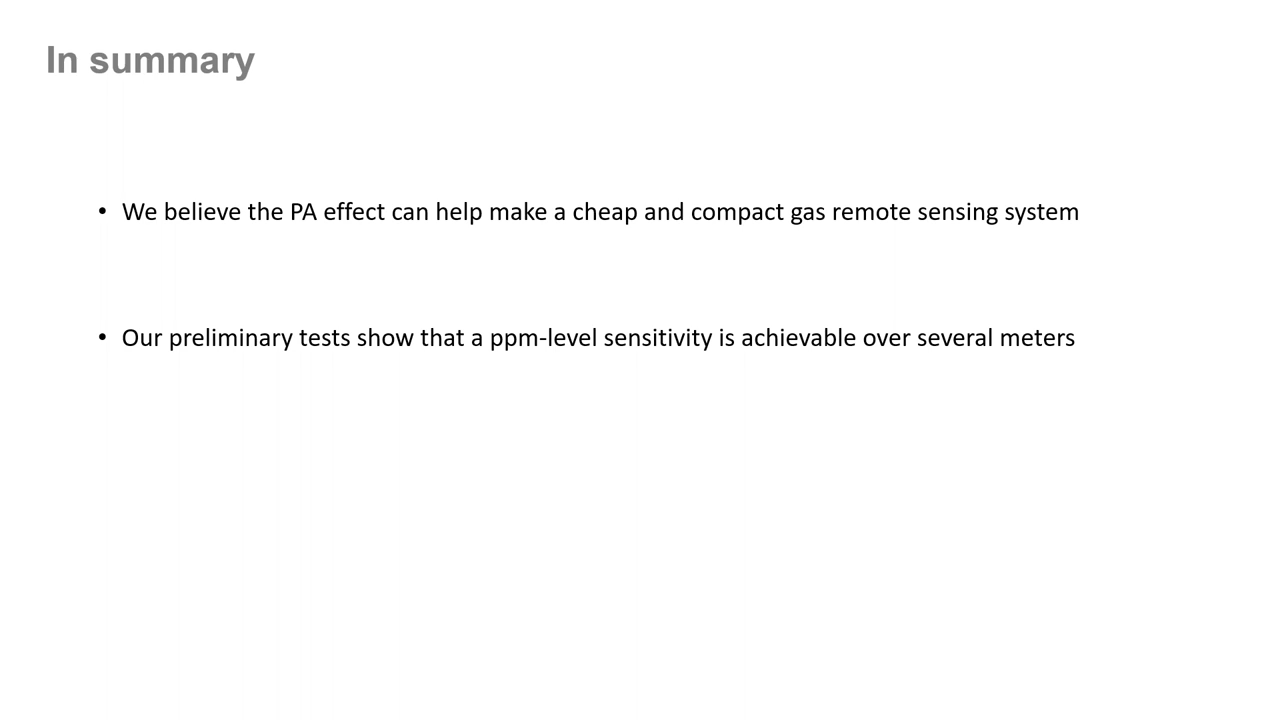 In summary
• We believe the PA effect can help make a cheap and compact gas remote sensing system
• Our preliminary tests show that a ppm-level sensitivity is achievable over several meters